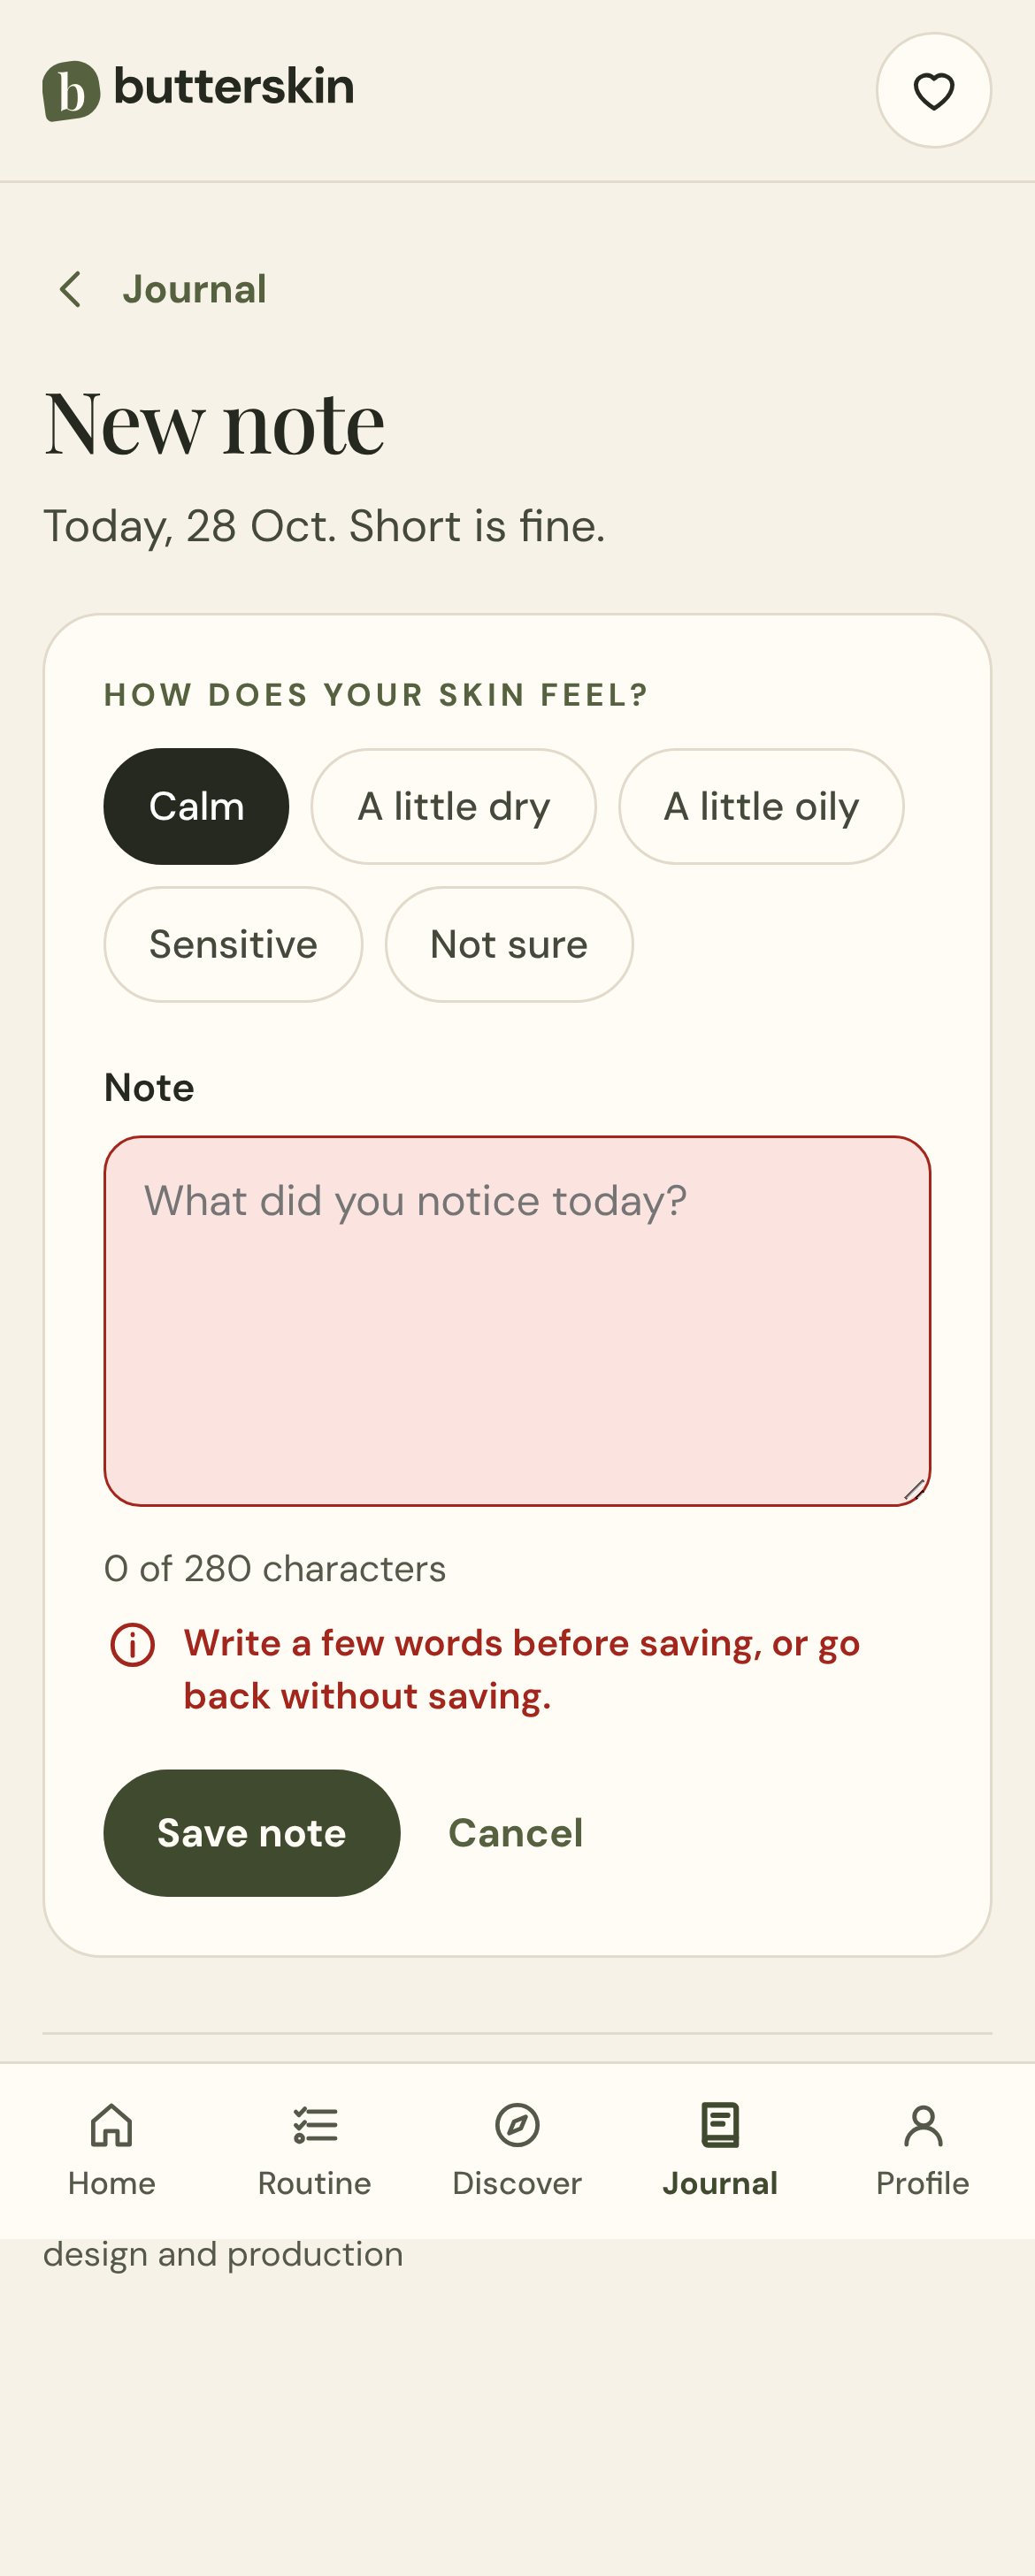 b butterskin
Journal
New note
Today, 28 Oct. Short is fine.
HOW DOES YOUR SKIN FEEL?
Calm
A little dry
A little oily
Sensitive
Not sure
Note
What did you notice today?
0 of 280 characters
Write a few words before saving, or go
back without saving.
Save note
Cancel
Home
Routine
Discover
Journal
Profile
design and production